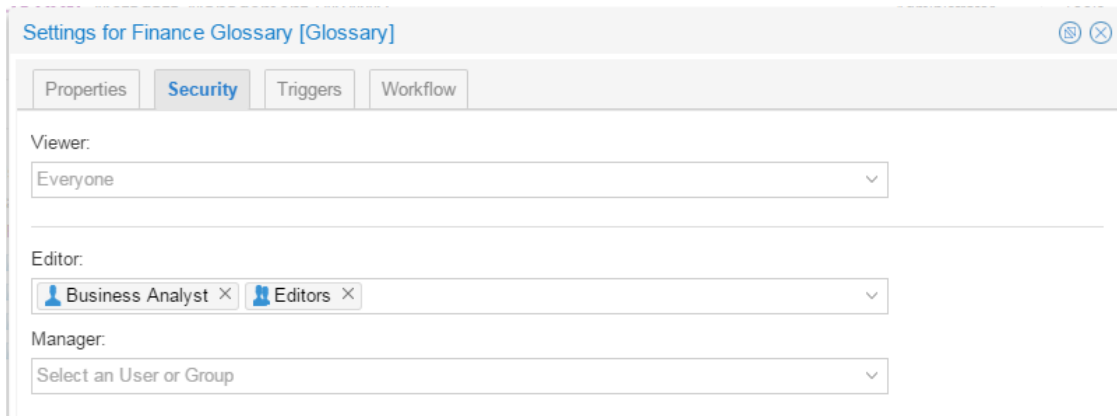 Settings for Finance Glossary [Glossary]
Properties Security Triggers Workflow
Viewer:
Everyone
Editor:
Business Analyst Editors
Manager:
Select an User or Group